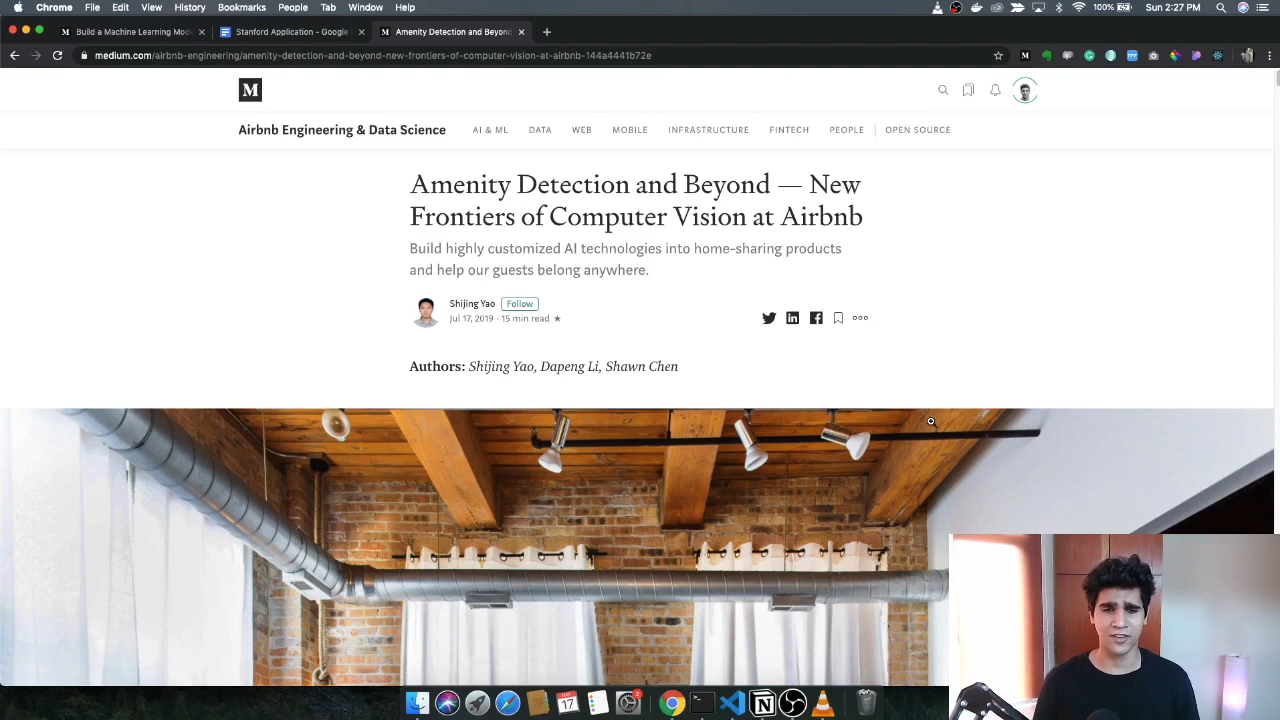 Chrome File Edit View History Bookmarks People Tab Window Help
100% Sun 2:27 PM
Build a Machine Learning Mod
Stanford Application - Google
Amenity Detection and Beyond
medium.com/airbnb-engineering/amenity-detection-and-beyond-new-frontiers-of-computer-vision-at-airbnb-144a4441b72e
M
Airbnb Engineering & Data Science AI & ML DATA WEB MOBILE INFRASTRUCTURE FINTECH PEOPLE OPEN SOURCE
Amenity Detection and Beyond — New
Frontiers of Computer Vision at Airbnb
Build highly customized AI technologies into home-sharing products
and help our guests belong anywhere.
Shijing Yao Follow
Jul 17, 2019 · 15 min read ★
Authors: Shijing Yao, Dapeng Li, Shawn Chen
MAY
17
2